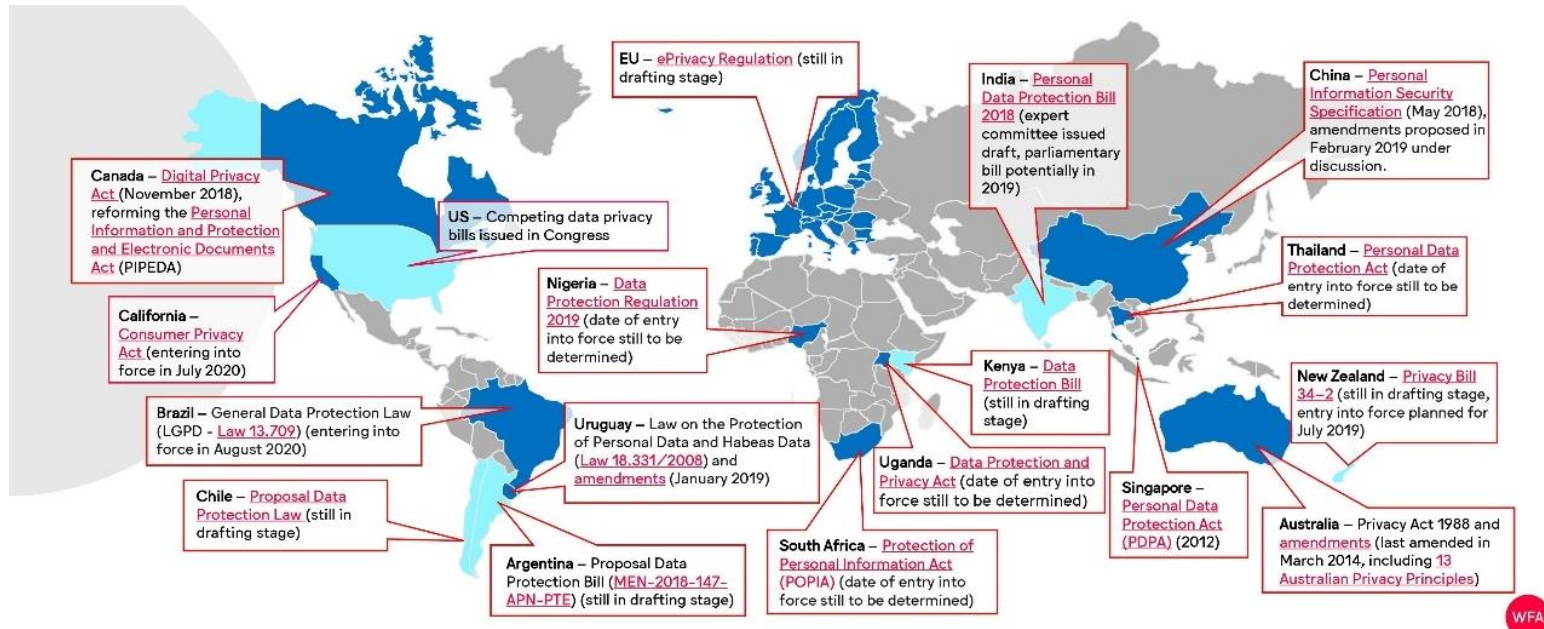 EU – ePrivacy Regulation (still in
drafting stage)
India – Personal
Data Protection Bill
2018 (expert
committee issued
draft, parliamentary
bill potentially in
2019)
China – Personal
Information Security
Specification (May 2018),
amendments proposed in
February 2019 under
discussion.
Canada – Digital Privacy
Act (November 2018),
reforming the Personal
Information and Protection
and Electronic Documents
Act (PIPEDA)
US – Competing data privacy
bills issued in Congress
Thailand – Personal Data
Protection Act (date of
entry into force still to be
determined)
Nigeria – Data
Protection Regulation
2019 (date of entry
into force still to be
determined)
California –
Consumer Privacy
Act (entering into
force in July 2020)
Kenya – Data
Protection Bill
(still in drafting
stage)
New Zealand – Privacy Bill
34–2 (still in drafting stage,
entry into force planned for
July 2019)
Brazil – General Data Protection Law
(LGPD - Law 13.709) (entering into
force in August 2020)
Uruguay – Law on the Protection
of Personal Data and Habeas Data
(Law 18.331/2008) and
amendments (January 2019)
Uganda – Data Protection and
Privacy Act (date of entry into
force still to be determined)
Singapore –
Personal Data
Protection Act
(PDPA) (2012)
Chile – Proposal Data
Protection Law (still in
drafting stage)
Australia – Privacy Act 1988 and
amendments (last amended in
March 2014, including 13
Australian Privacy Principles)
Argentina – Proposal Data
Protection Bill (MEN-2018-147-
APN-PTE) (still in drafting stage)
South Africa – Protection of
Personal Information Act
(POPIA) (date of entry into
force still to be determined)
WFA